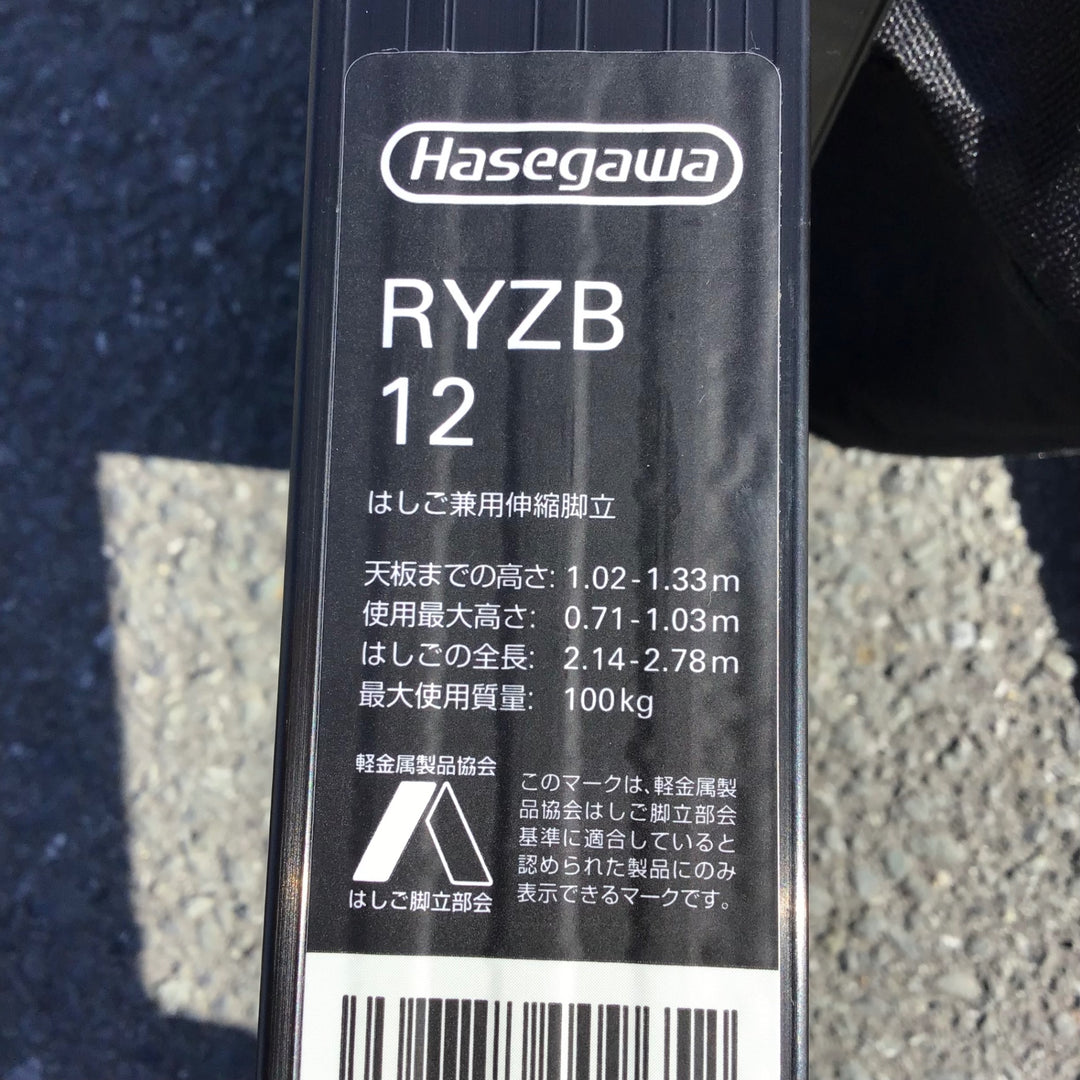 Hasegawa
RYZB
12
はしご兼用伸縮脚立
天板までの高さ: 1.02-1.33m
使用最大高さ: 0.71-1.03m
はしごの全長: 2.14-2.78m
最大使用質量: 100kg
軽金属製品協会
はしご脚立部会
このマークは、軽金属製
品協会はしご脚立部会
基準に適合していると
認められた製品にのみ
表示できるマークです。